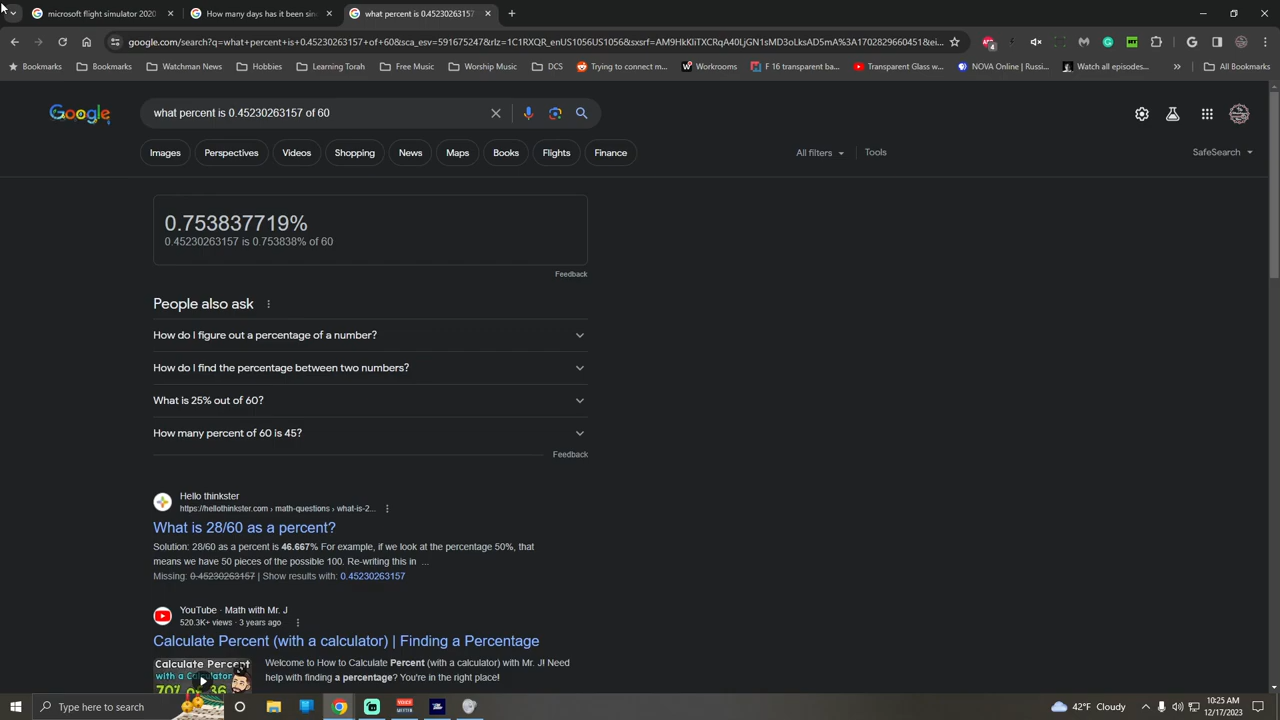 microsoft flight simulator 2020
How many days has it been sin
what percent is 0.45230263157
google.com/search?q=what+percent+is+0.45230263157+of+60&sca_esv=591675247&rlz=1C1RXQR_enUS1056US1056&sxsrf=AM9HkKliTXCRqA40LjGN1sMD3oLksAD5mA%3A1702829660451&ei...
Bookmarks
Bookmarks
Watchman News
Hobbies
Learning Torah
Free Music
Worship Music
DCS
Trying to connect m...
Workrooms
F 16 transparent ba...
Transparent Glass w...
NOVA Online | Russi...
Watch all episodes...
»
All Bookmarks
Google
what percent is 0.45230263157 of 60
Images
Perspectives
Videos
Shopping
News
Maps
Books
Flights
Finance
All filters
Tools
SafeSearch
0.753837719%
0.45230263157 is 0.753838% of 60
Feedback
People also ask
How do I figure out a percentage of a number?
How do I find the percentage between two numbers?
What is 25% out of 60?
How many percent of 60 is 45?
Feedback
Hello thinkster
https://hellothinkster.com › math-questions › what-is-2...
What is 28/60 as a percent?
Solution: 28/60 as a percent is 46.667% For example, if we look at the percentage 50%, that
means we have 50 pieces of the possible 100. Re-writing this in ...
Missing: 0.45230263157 | Show results with: 0.45230263157
YouTube · Math with Mr. J
520.3K+ views · 3 years ago
Calculate Percent (with a calculator) | Finding a Percentage
Calculate Percent
with a Calculator
Welcome to How to Calculate Percent (with a calculator) with Mr. J! Need
help with finding a percentage? You're in the right place!
Type here to search
42°F Cloudy
10:25 AM
12/17/2023